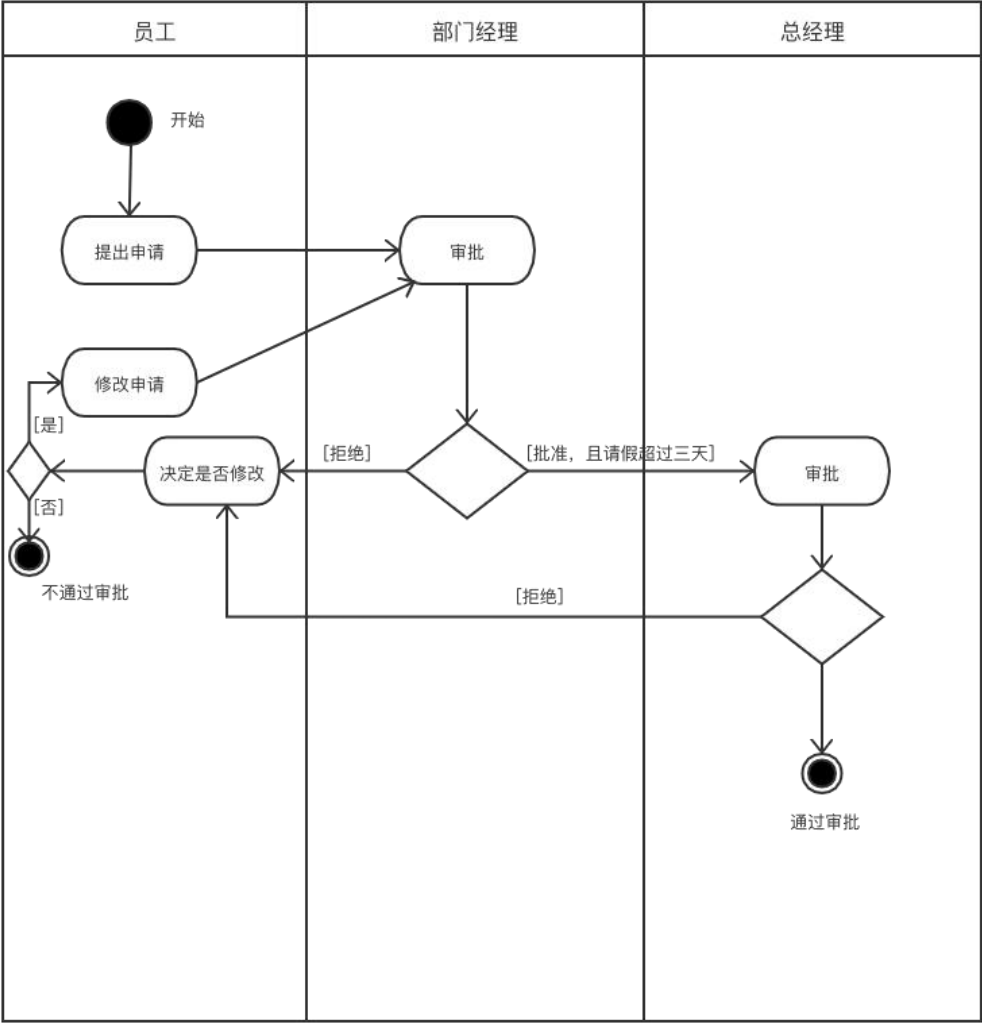 员工
部门经理
总经理
开始
提出申请
审批
修改申请
[是]
[拒绝]
[批准，且请假超过三天]
决定是否修改
审批
[否]
不通过审批
[拒绝]
通过审批